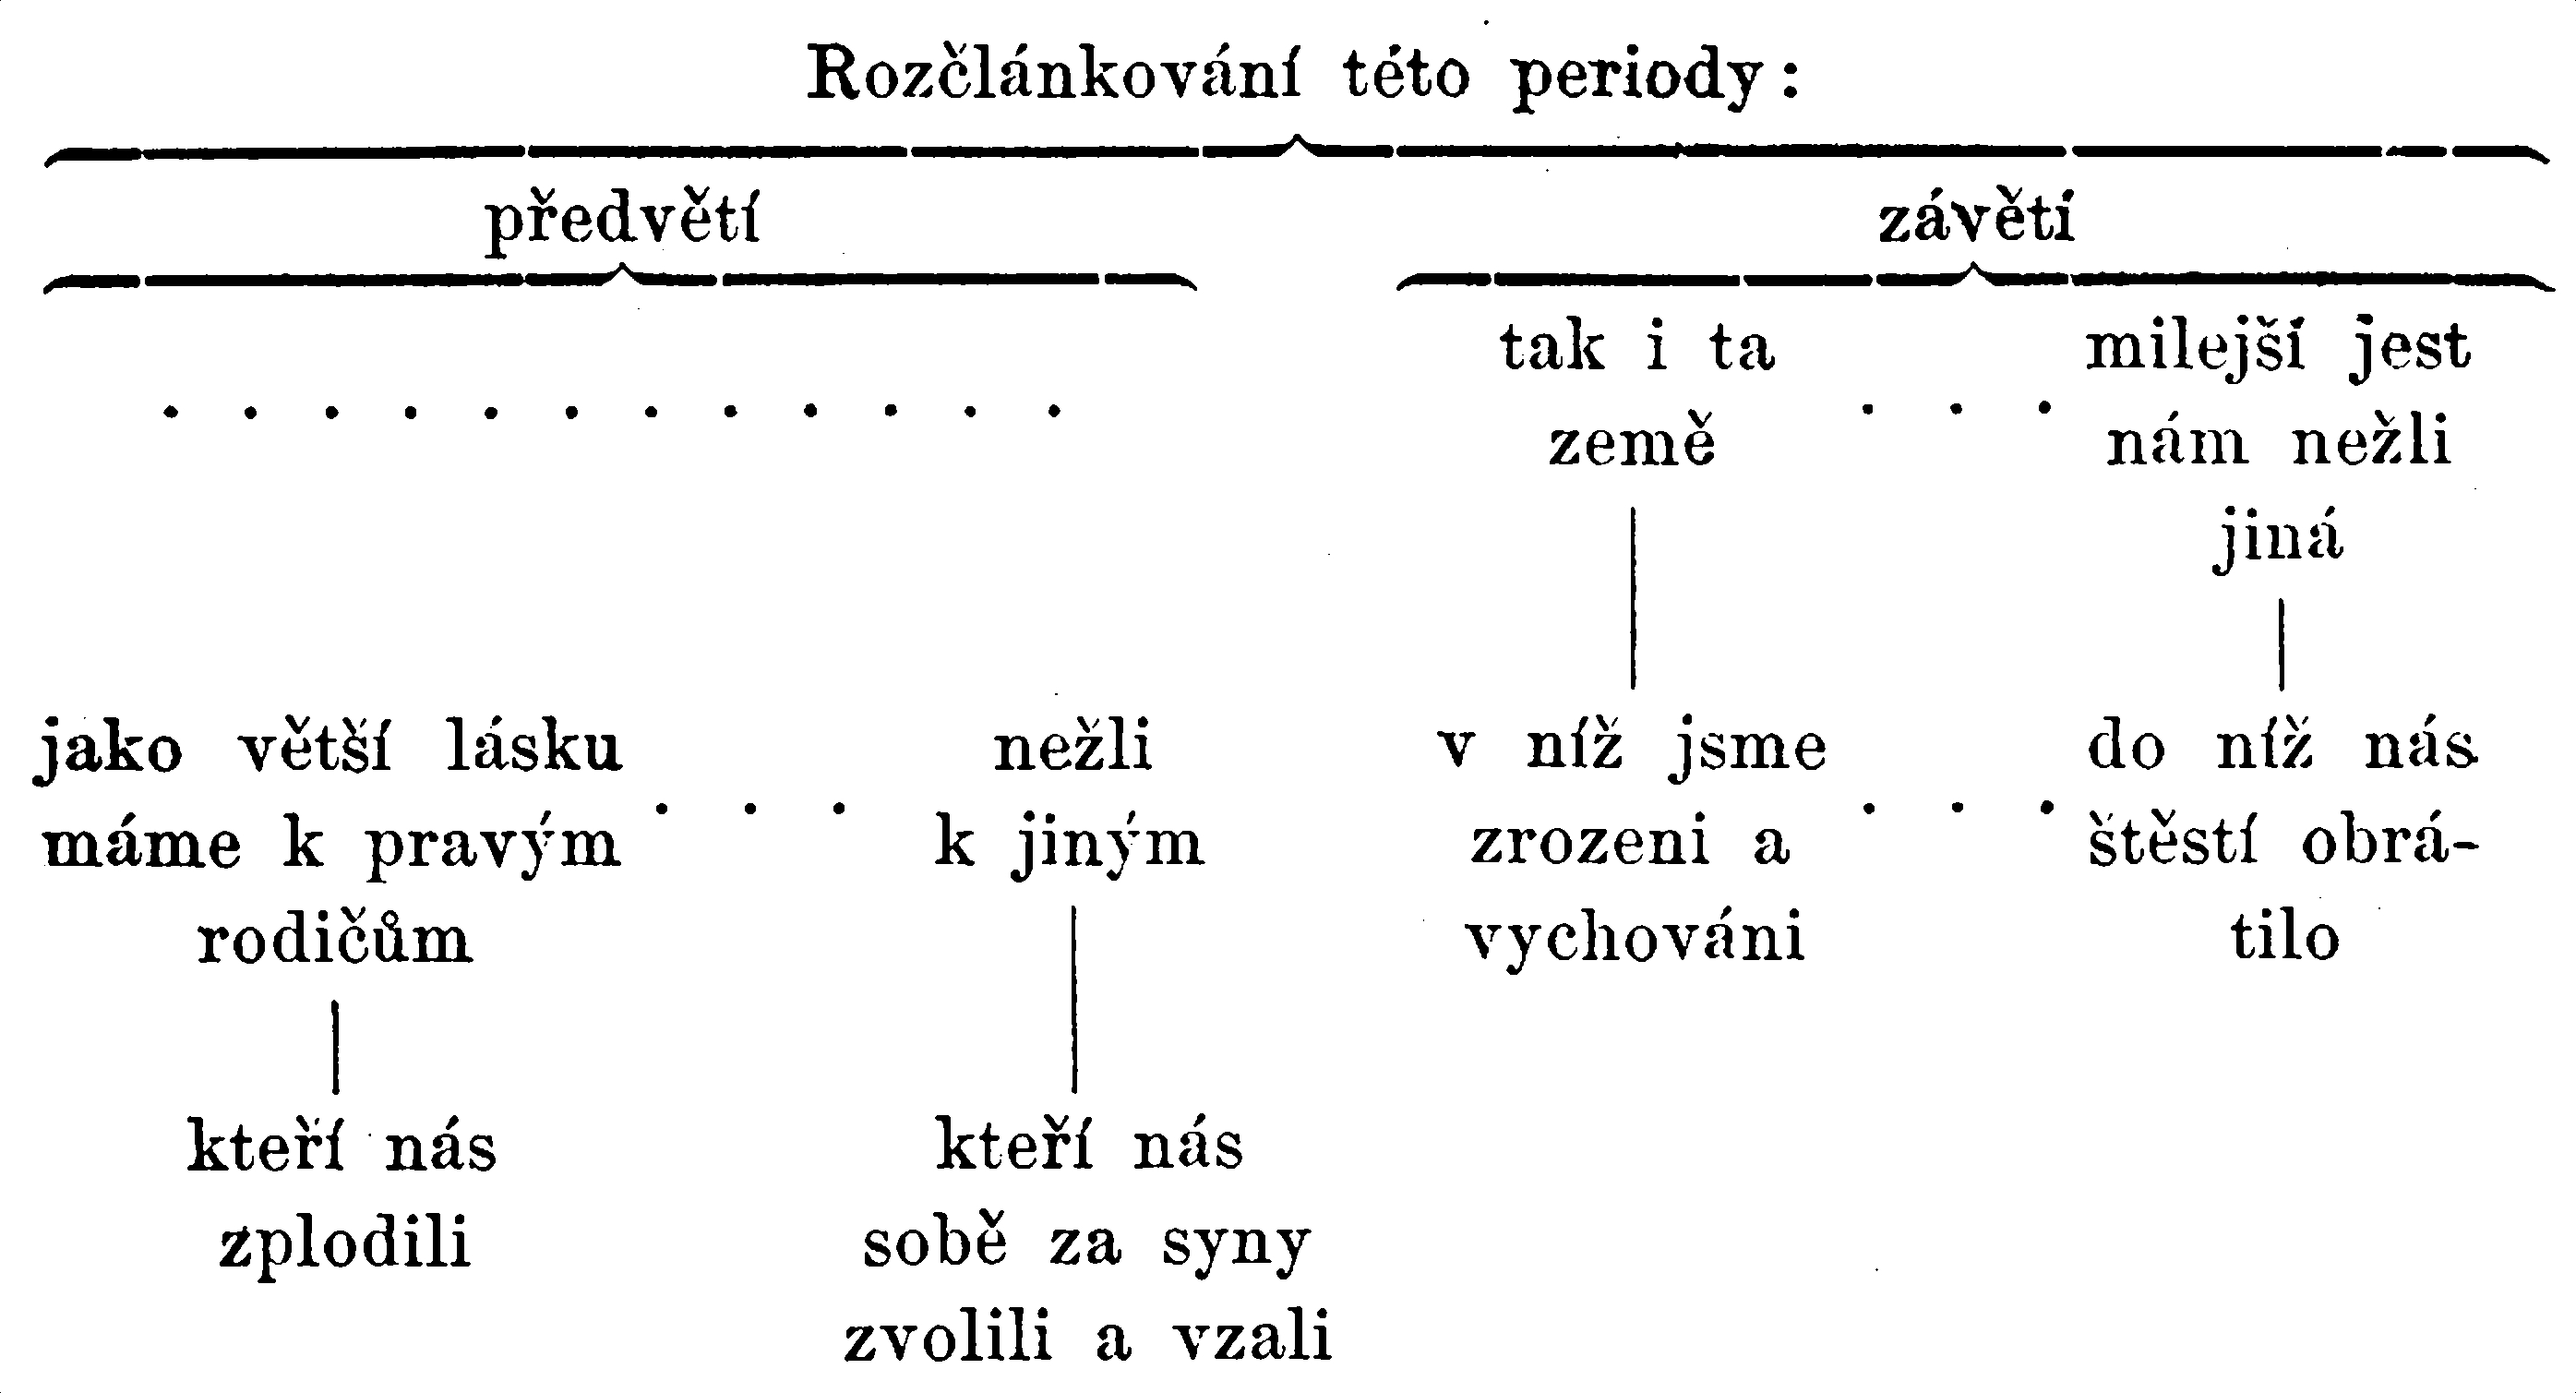 Rozčlánkování této periody:
předvětí
závětí
. . . . . . . . . . . .
tak i ta
země
. . .
milejší jest
nám nežli
jiná
jako větší lásku
máme k pravým
rodičům
. . .
nežli
k jiným
v níž jsme
zrozeni a
vychováni
. . .
do níž nás
štěstí obrá-
tilo
kteří nás
zplodili
kteří nás
sobě za syny
zvolili a vzali